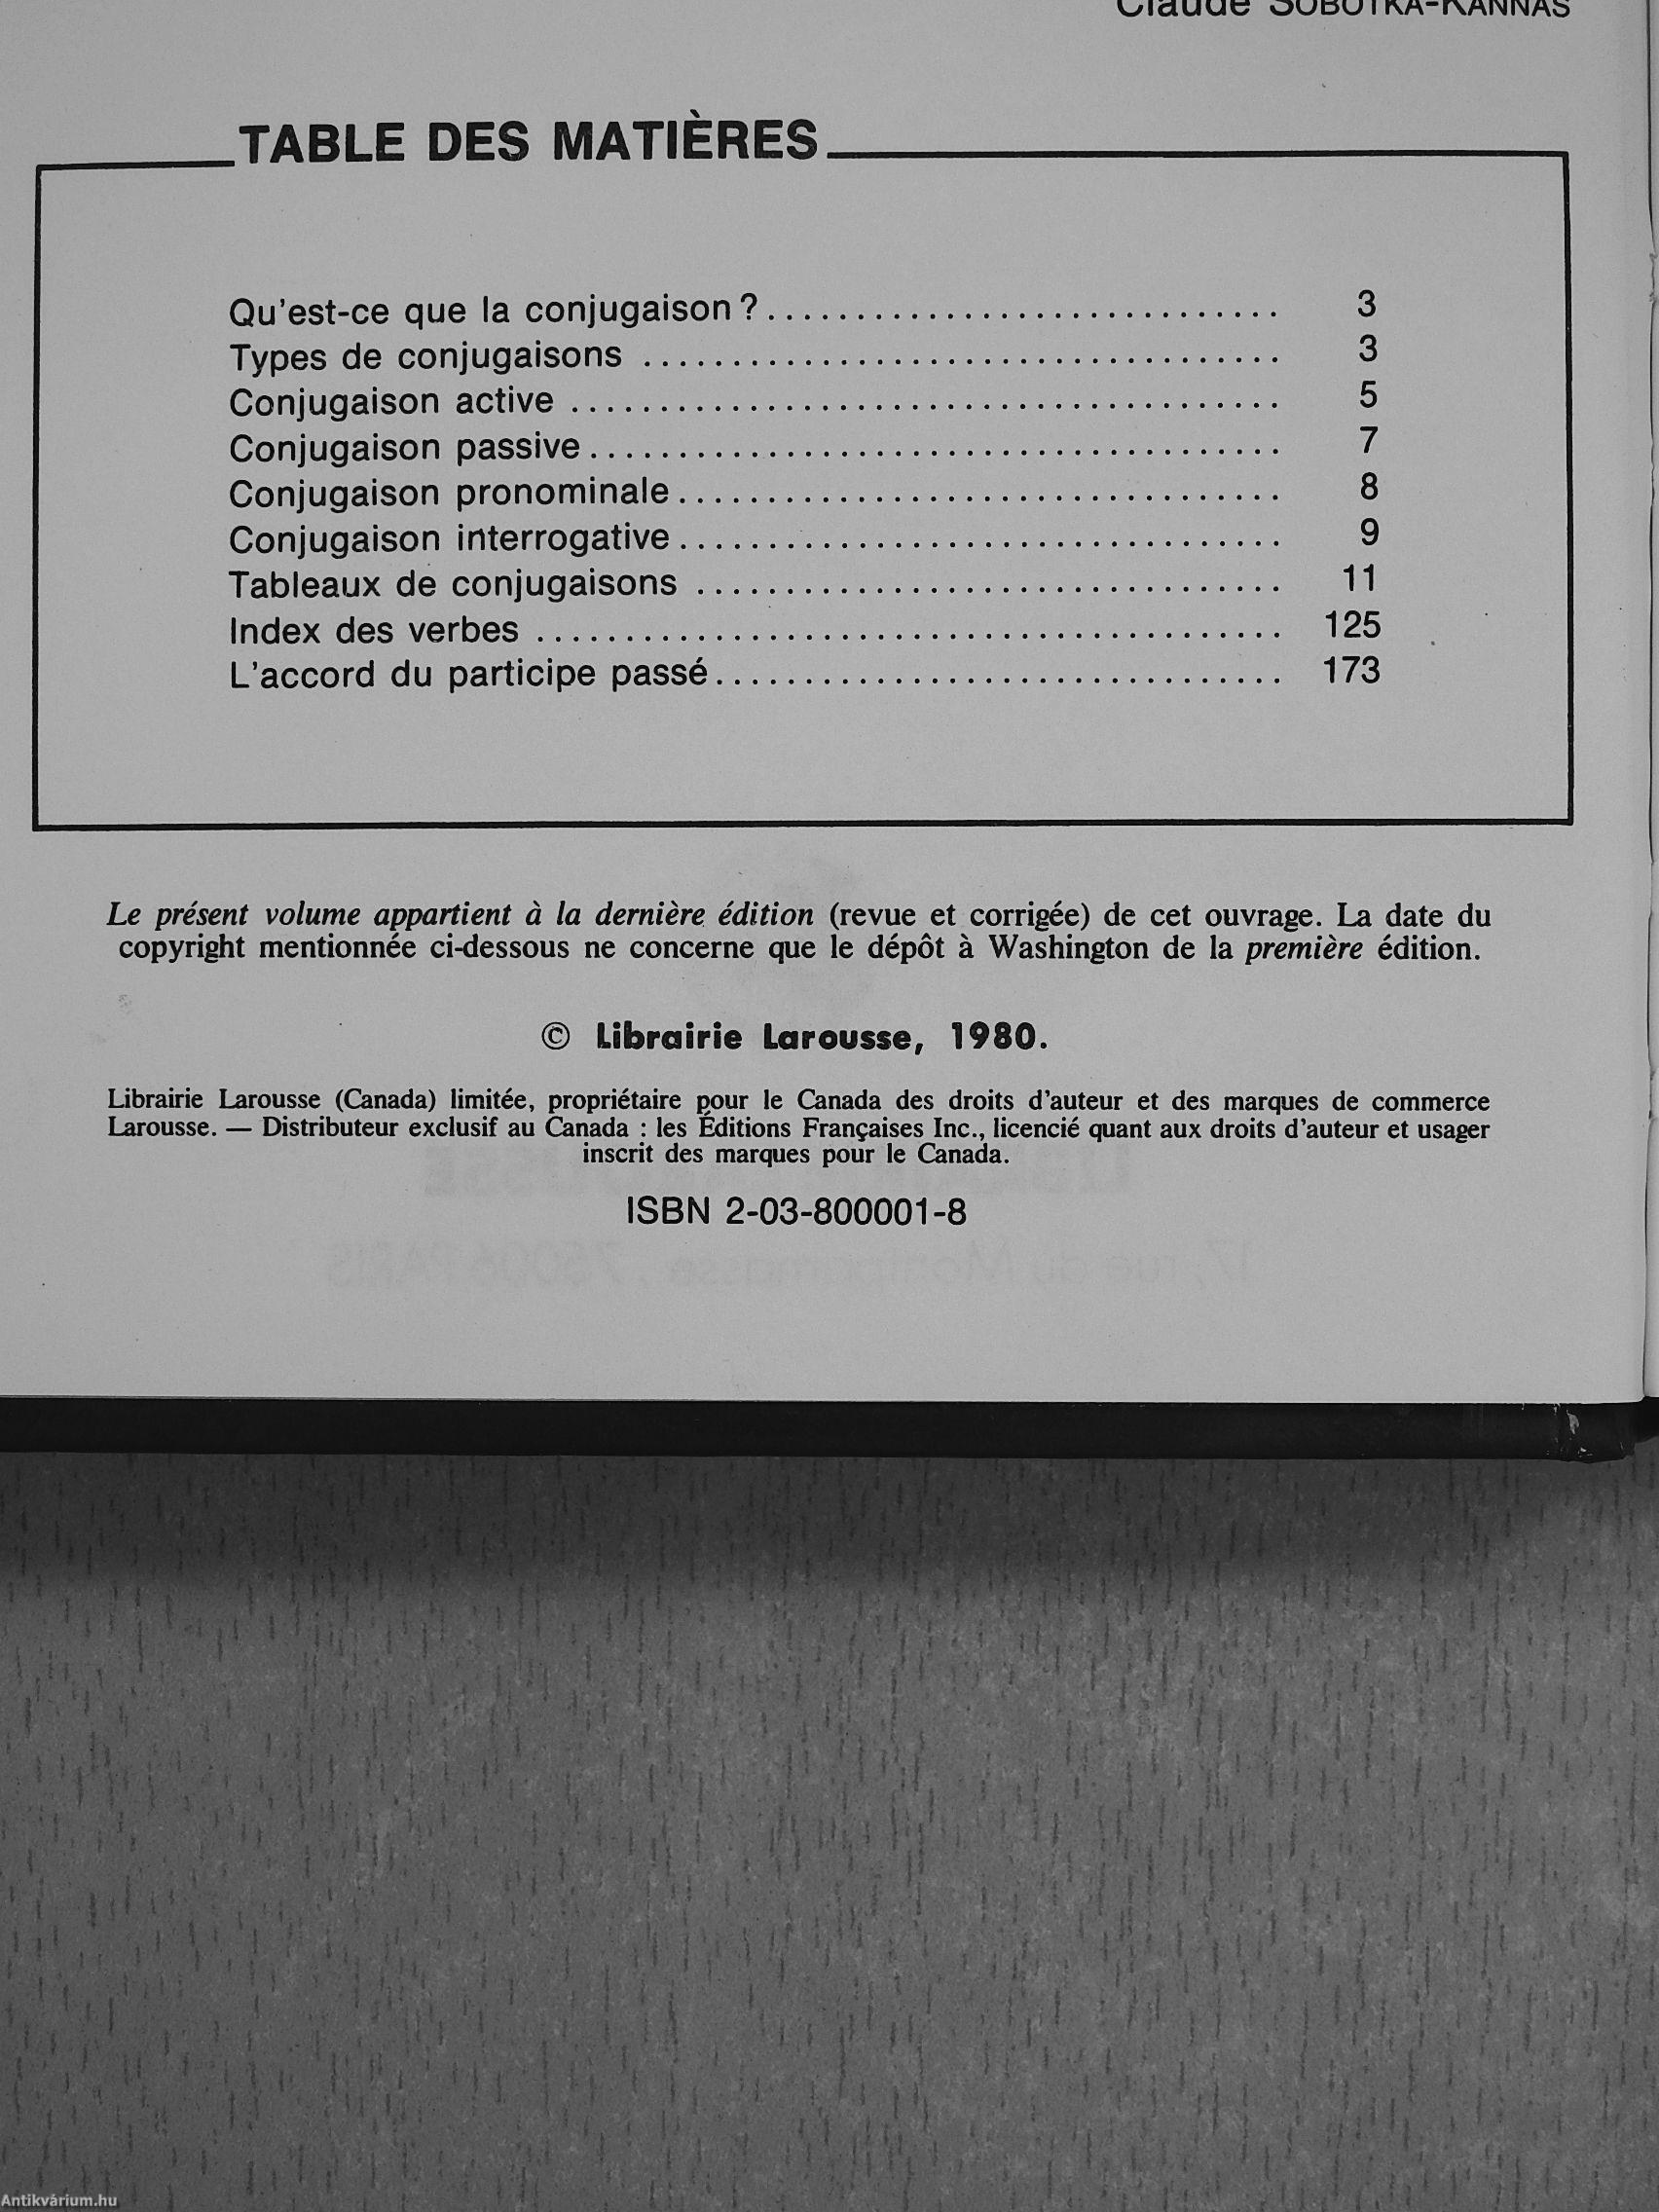 Claude SOBOTKA-KANNAS
TABLE DES MATIÈRES
Qu'est-ce que la conjugaison ? .............................. 3
Types de conjugaisons .................................... 3
Conjugaison active ........................................ 5
Conjugaison passive ....................................... 7
Conjugaison pronominale .................................. 8
Conjugaison interrogative .................................. 9
Tableaux de conjugaisons ................................. 11
Index des verbes .......................................... 125
L'accord du participe passé ................................ 173
Le présent volume appartient à la dernière édition (revue et corrigée) de cet ouvrage. La date du
copyright mentionnée ci-dessous ne concerne que le dépôt à Washington de la première édition.
© Librairie Larousse, 1980.
Librairie Larousse (Canada) limitée, propriétaire pour le Canada des droits d'auteur et des marques de commerce
Larousse. — Distributeur exclusif au Canada : les Éditions Françaises Inc., licencié quant aux droits d'auteur et usager
inscrit des marques pour le Canada.
ISBN 2-03-800001-8
17, rue du Montparnasse, 75006 PARIS
Antikvárium.hu